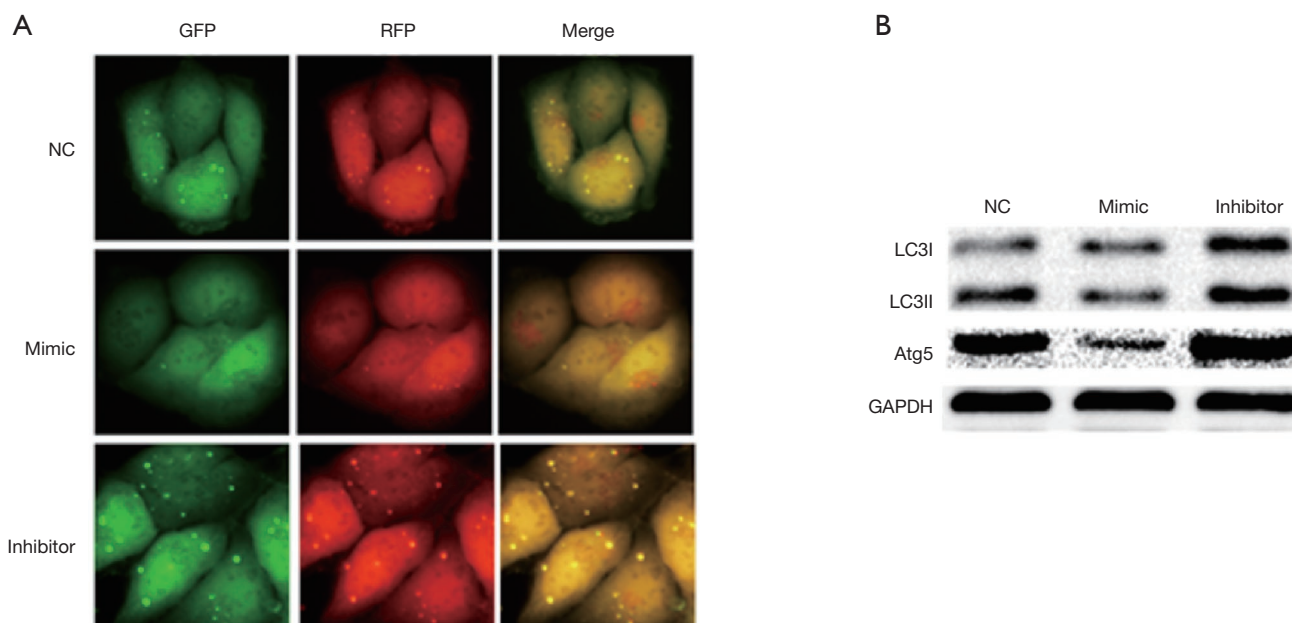 A
GFP RFP Merge
NC
Mimic
Inhibitor
B
NC Mimic Inhibitor
LC3I
LC3II
Atg5
GAPDH